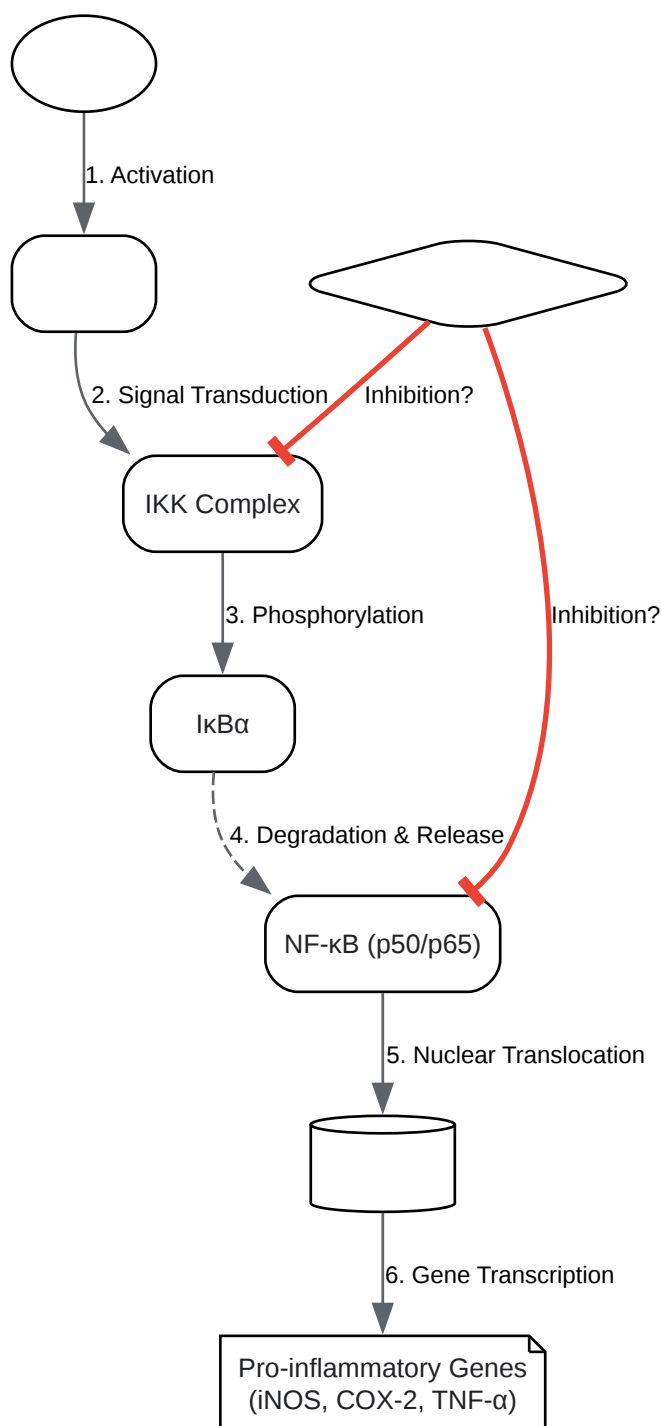 1. Activation
2. Signal Transduction
Inhibition?
IKK Complex
3. Phosphorylation
Inhibition?
IκBα
4. Degradation & Release
NF-κB (p50/p65)
5. Nuclear Translocation
6. Gene Transcription
Pro-inflammatory Genes
(iNOS, COX-2, TNF-α)